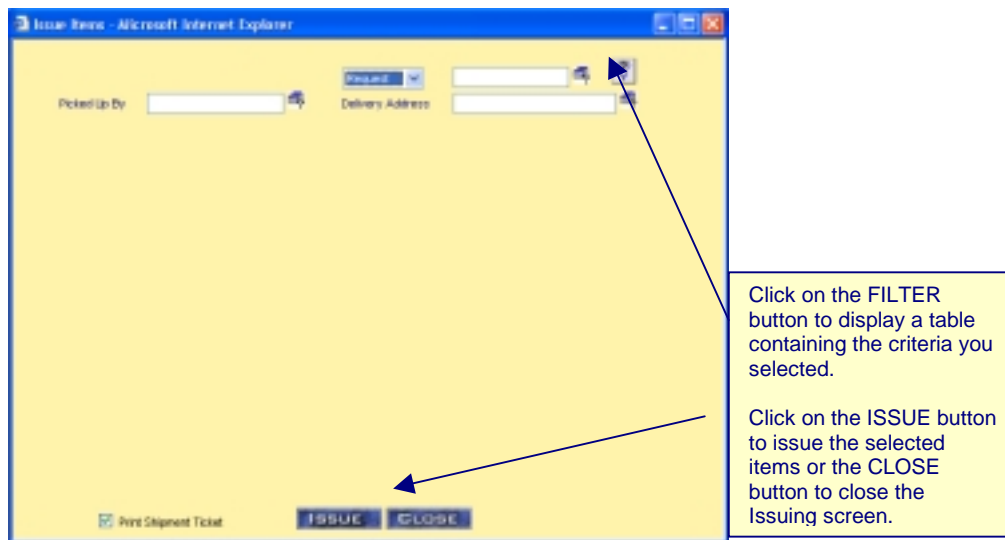 Issue Items - Microsoft Internet Explorer
Request
Picked Up By
Delivery Address
Click on the FILTER
button to display a table
containing the criteria you
selected.
Click on the ISSUE button
to issue the selected
items or the CLOSE
button to close the
Issuing screen.
Print Shipment Ticket
ISSUE
CLOSE